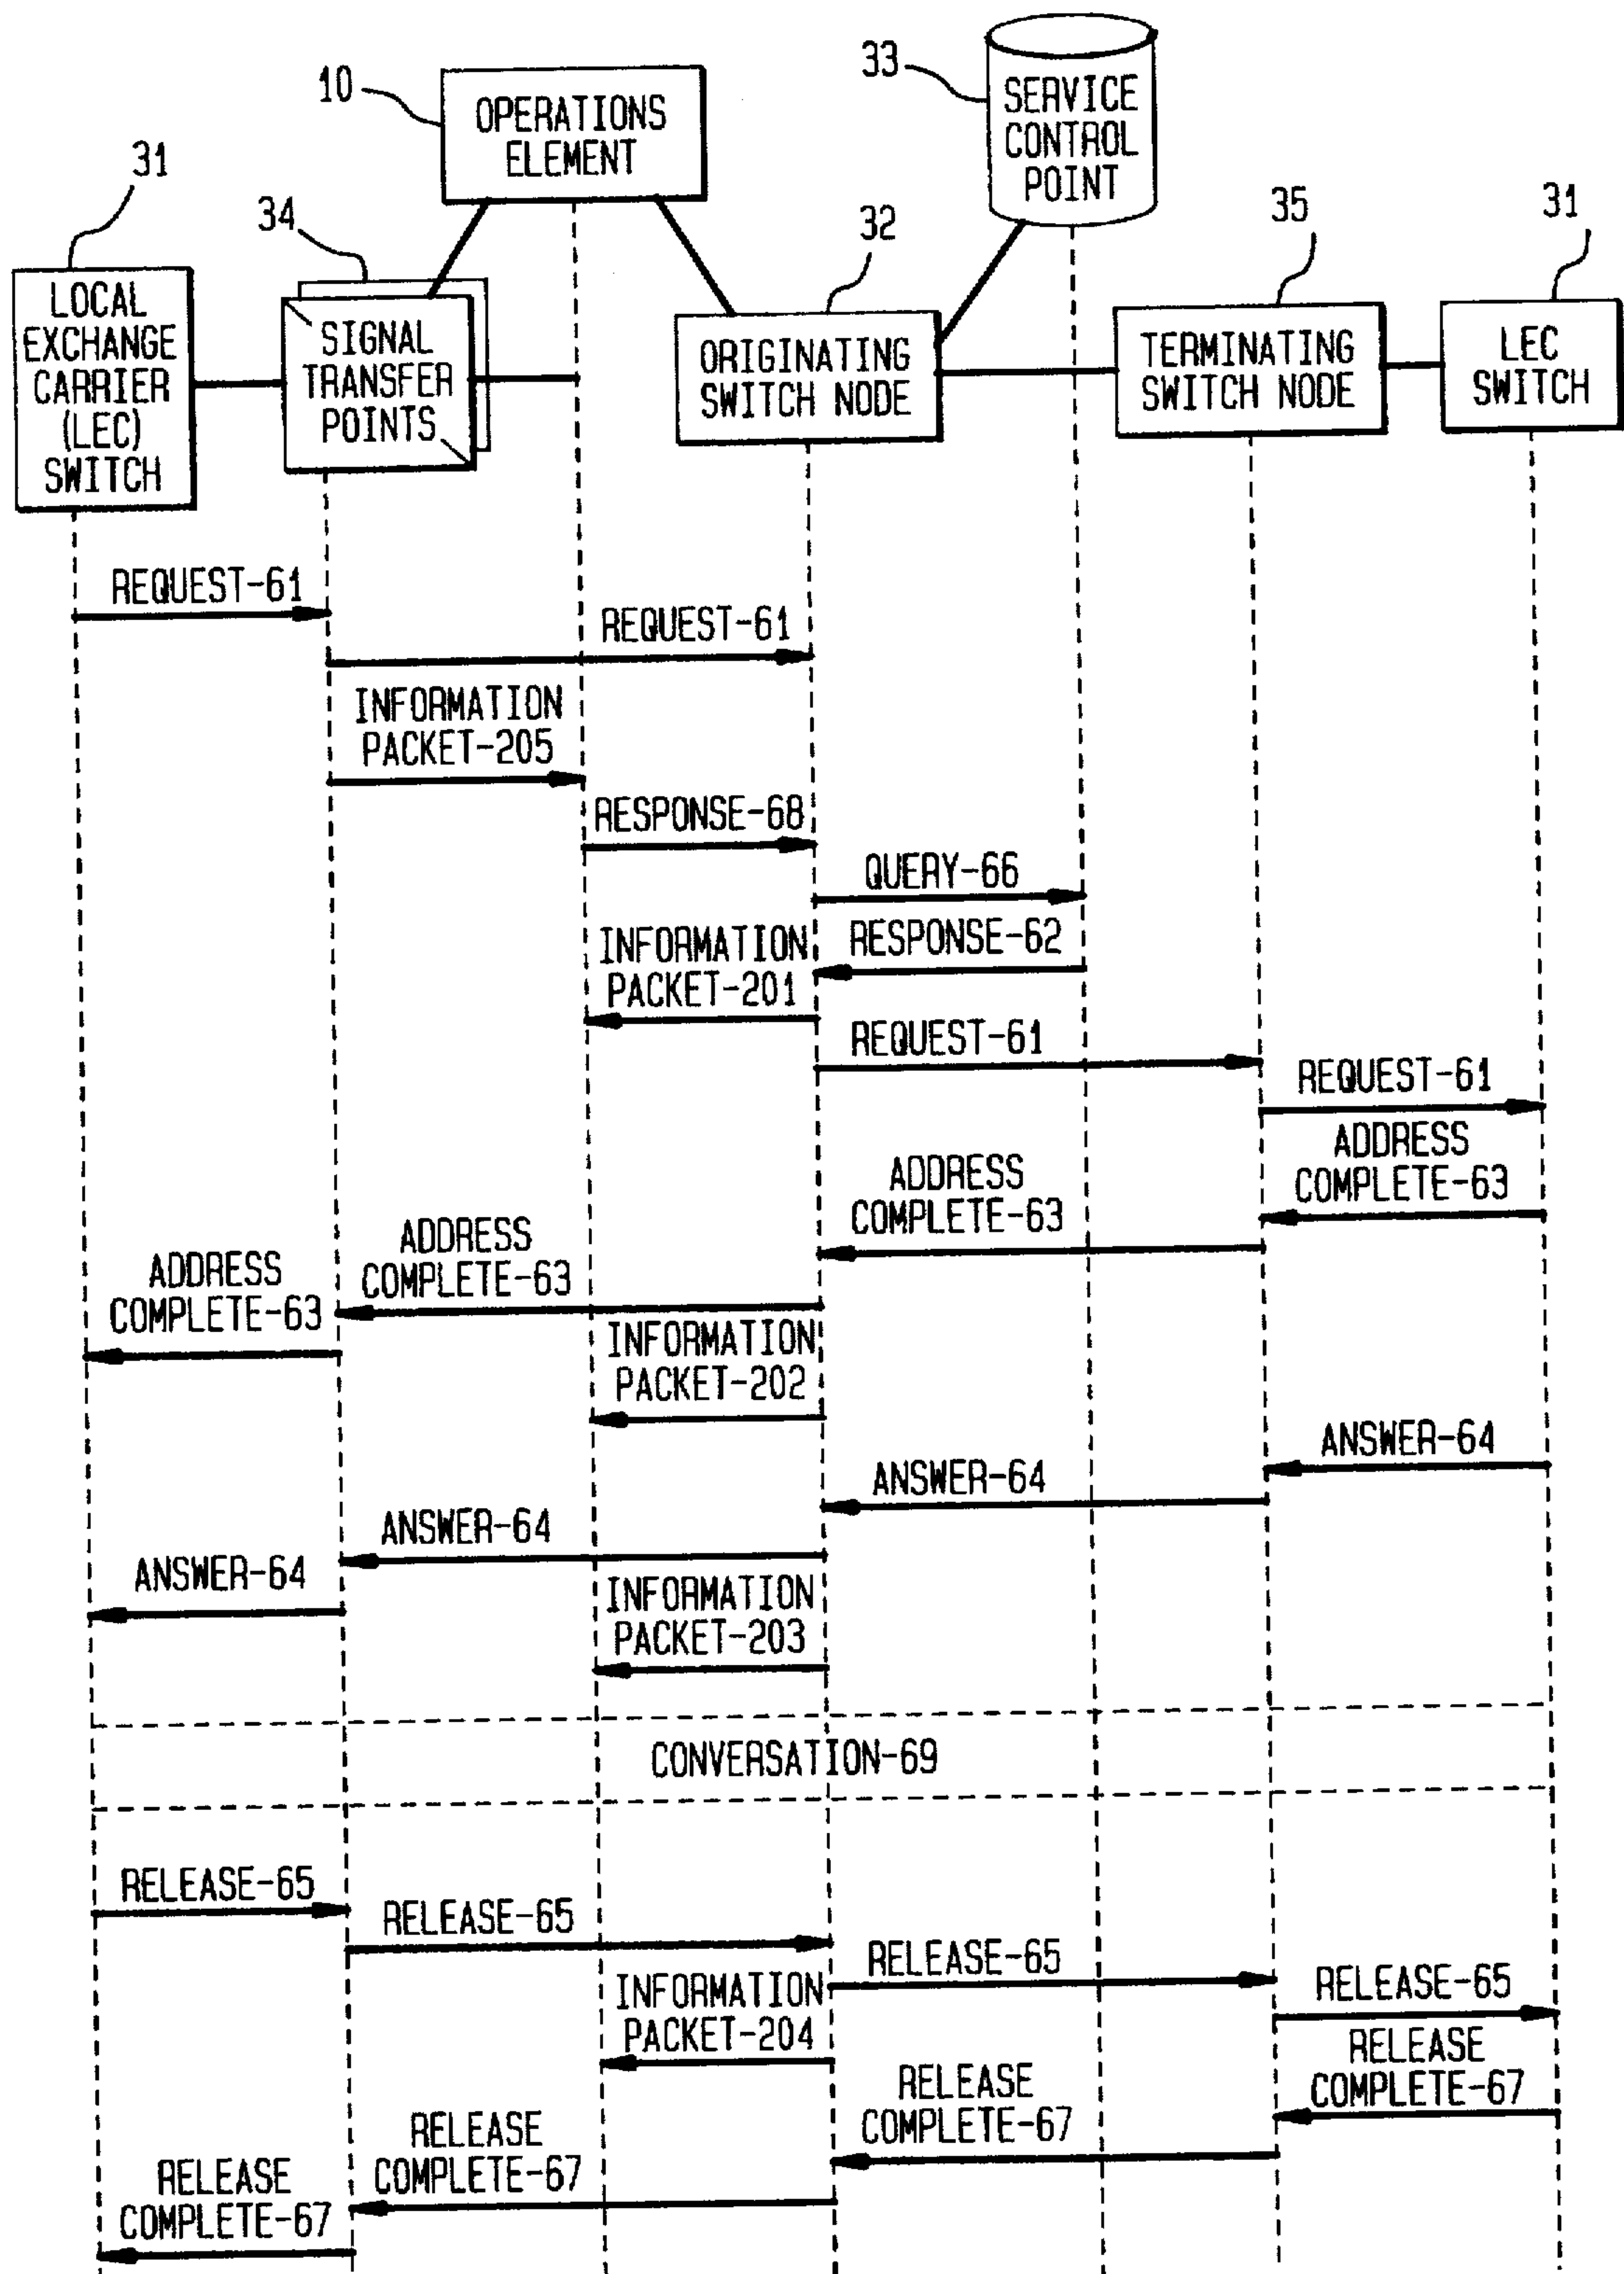 33
SERVICE
CONTROL
POINT
10
OPERATIONS
ELEMENT
31
34
32
35
31
LOCAL
EXCHANGE
CARRIER
(LEC)
SWITCH
SIGNAL
TRANSFER
POINTS
ORIGINATING
SWITCH NODE
TERMINATING
SWITCH NODE
LEC
SWITCH
REQUEST-61
REQUEST-61
INFORMATION
PACKET-205
RESPONSE-68
QUERY-66
RESPONSE-62
INFORMATION
PACKET-201
REQUEST-61
REQUEST-61
ADDRESS
COMPLETE-63
ADDRESS
COMPLETE-63
ADDRESS
COMPLETE-63
ADDRESS
COMPLETE-63
INFORMATION
PACKET-202
ANSWER-64
ANSWER-64
ANSWER-64
ANSWER-64
INFORMATION
PACKET-203
CONVERSATION-69
RELEASE-65
RELEASE-65
RELEASE-65
RELEASE-65
INFORMATION
PACKET-204
RELEASE
COMPLETE-67
RELEASE
COMPLETE-67
RELEASE
COMPLETE-67
RELEASE
COMPLETE-67